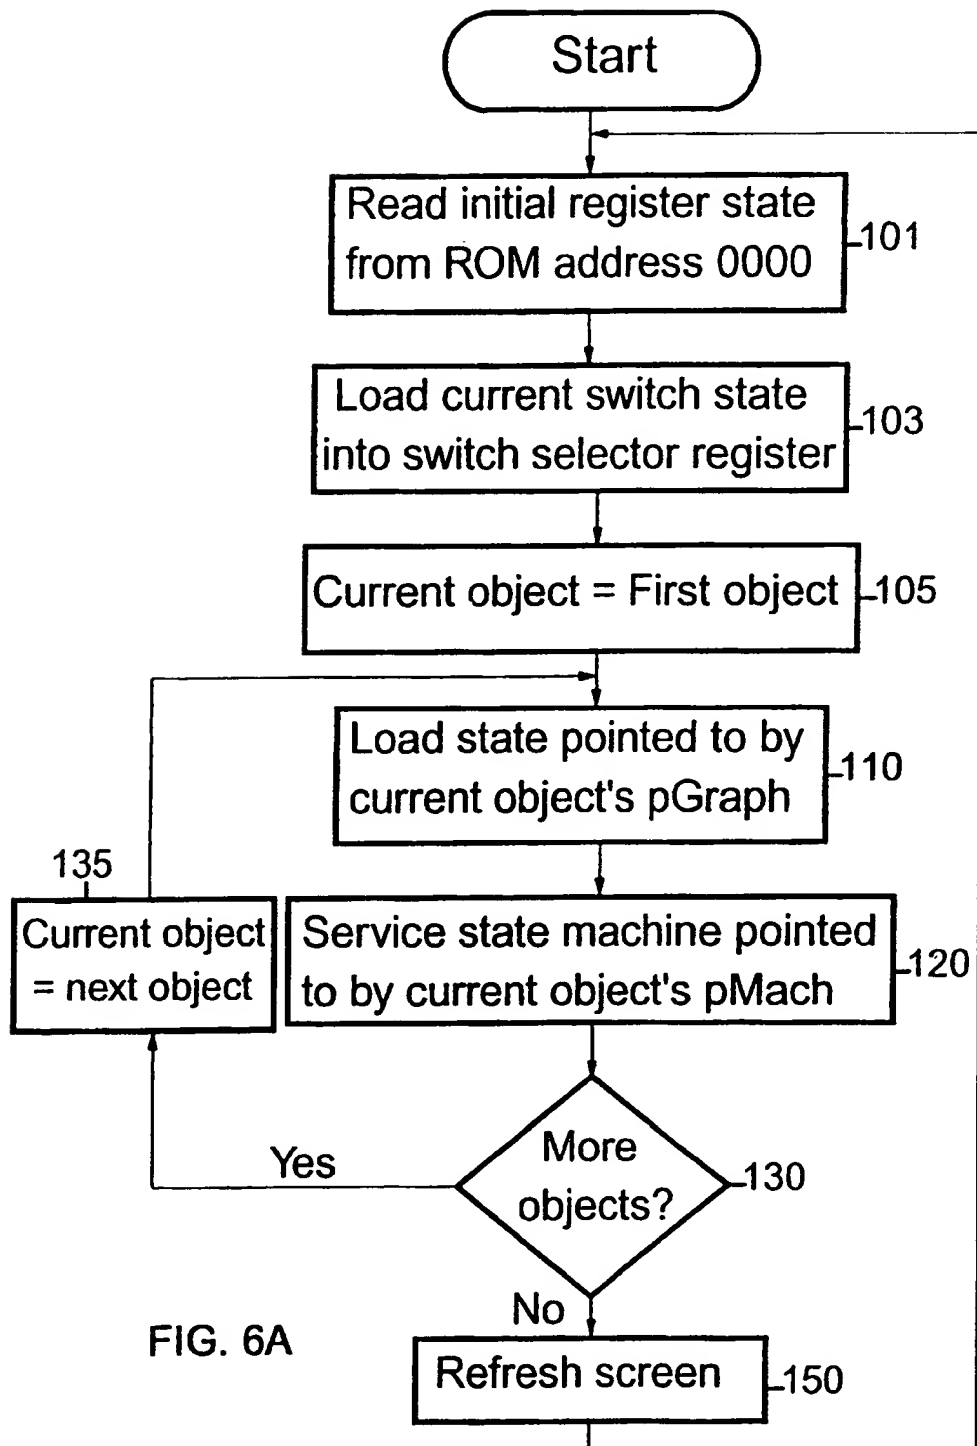 Start
Read initial register state
from ROM address 0000
101
Load current switch state
into switch selector register
103
Current object = First object
105
Load state pointed to by
current object's pGraph
110
135
Current object
= next object
Service state machine pointed
to by current object's pMach
120
More
objects?
130
Yes
No
FIG. 6A
Refresh screen
150